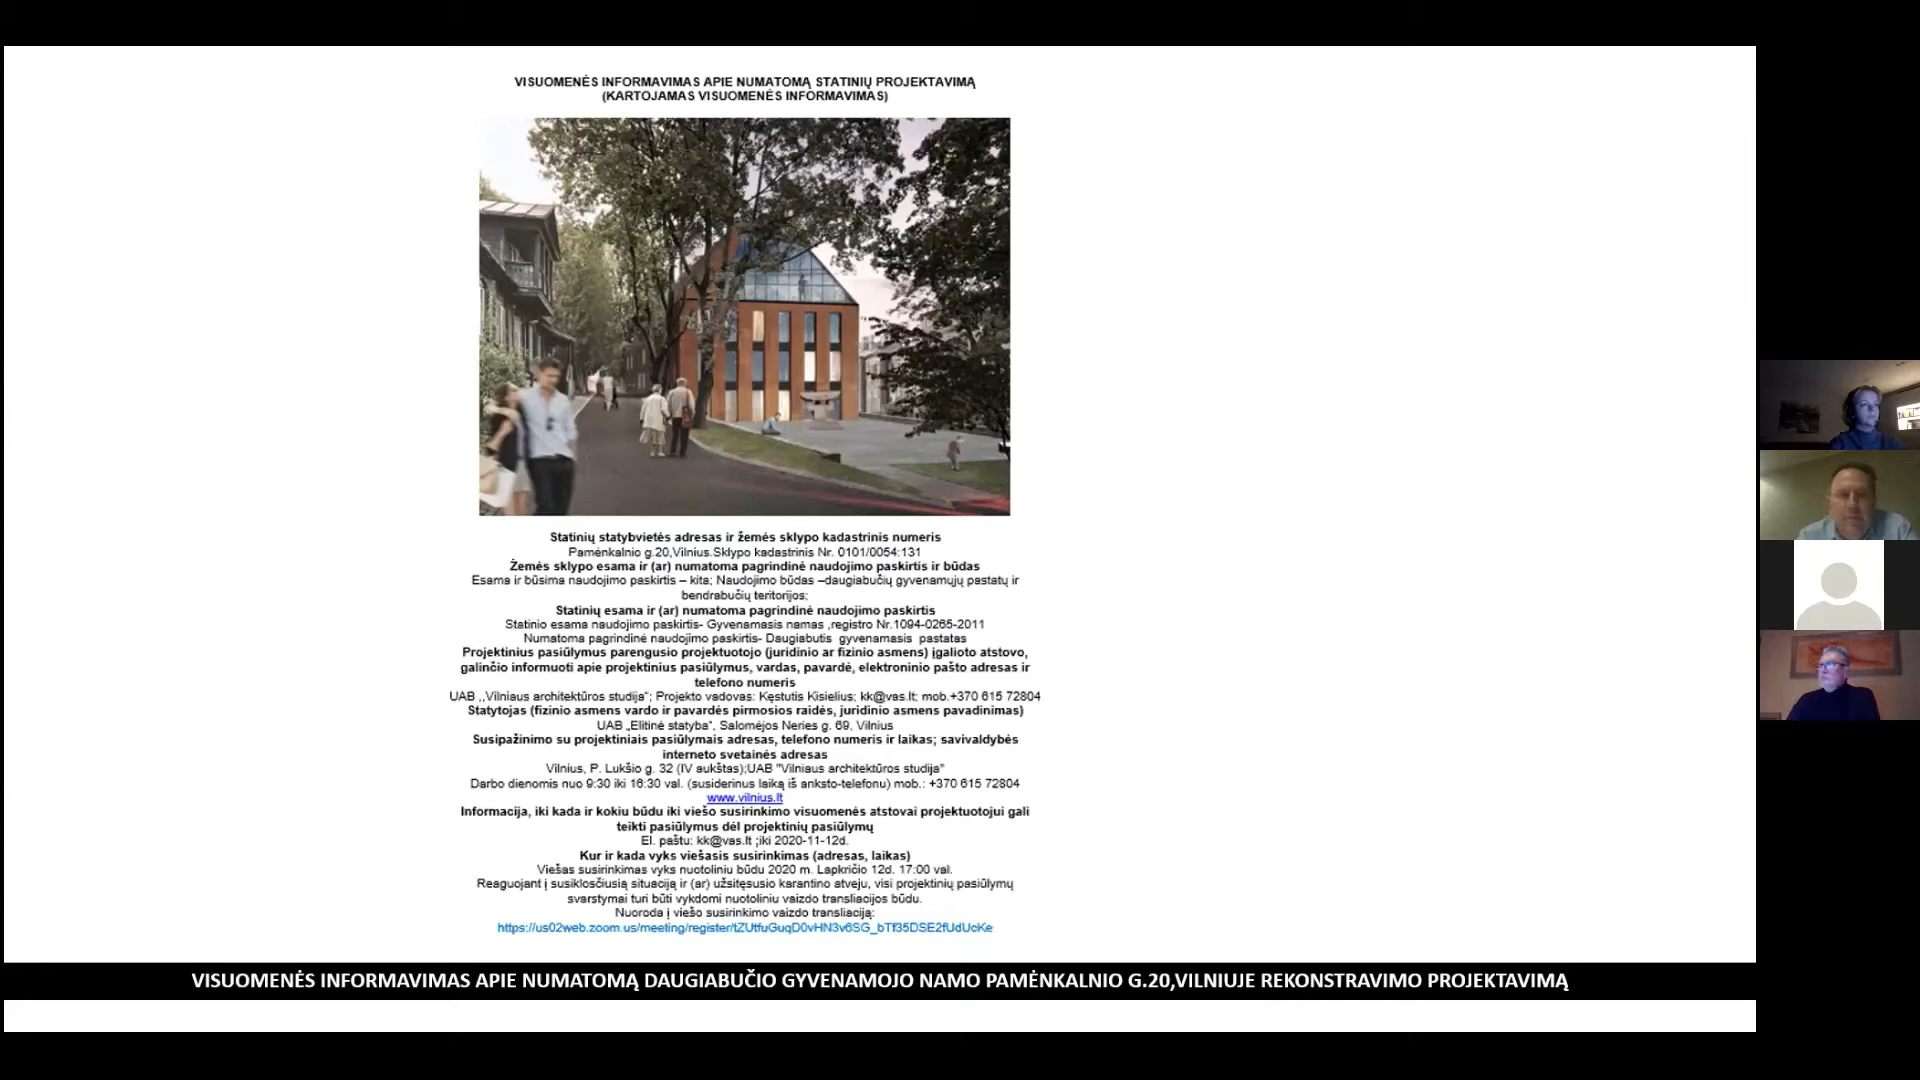 VISUOMENĖS INFORMAVIMAS APIE NUMATOMĄ STATINIŲ PROJEKTAVIMĄ
(KARTOJAMAS VISUOMENĖS INFORMAVIMAS)
Statinių statybvietės adresas ir žemės sklypo kadastrinis numeris
Pamėnkalnio g.20,Vilnius.Sklypo kadastrinis Nr. 0101/0054:131
Žemės sklypo esama ir (ar) numatoma pagrindinė naudojimo paskirtis ir būdas
Esama ir būsima naudojimo paskirtis – kita; Naudojimo būdas –daugiabučių gyvenamųjų pastatų ir
bendrabučių teritorijos;
Statinių esama ir (ar) numatoma pagrindinė naudojimo paskirtis
Statinio esama naudojimo paskirtis- Gyvenamasis namas ,registro Nr.1094-0265-2011
Numatoma pagrindinė naudojimo paskirtis- Daugiabutis gyvenamasis pastatas
Projektinius pasiūlymus parengusio projektuotojo (juridinio ar fizinio asmens) įgalioto atstovo,
galinčio informuoti apie projektinius pasiūlymus, vardas, pavardė, elektroninio pašto adresas ir
telefono numeris
UAB ,,Vilniaus architektūros studija"; Projekto vadovas: Kęstutis Kisielius; kk@vas.lt; mob.+370 615 72804
Statytojas (fizinio asmens vardo ir pavardės pirmosios raidės, juridinio asmens pavadinimas)
UAB „Elitinė statyba", Salomėjos Neries g. 69, Vilnius
Susipažinimo su projektiniais pasiūlymais adresas, telefono numeris ir laikas; savivaldybės
interneto svetainės adresas
Vilnius, P. Lukšio g. 32 (IV aukštas);UAB "Vilniaus architektūros studija"
Darbo dienomis nuo 9:30 iki 16:30 val. (susiderinus laiką iš anksto-telefonu) mob.: +370 615 72804
www.vilnius.lt
Informacija, iki kada ir kokiu būdu iki viešo susirinkimo visuomenės atstovai projektuotojui gali
teikti pasiūlymus dėl projektinių pasiūlymų
El. paštu: kk@vas.lt ;iki 2020-11-12d.
Kur ir kada vyks viešasis susirinkimas (adresas, laikas)
Viešas susirinkimas vyks nuotoliniu būdu 2020 m. Lapkričio 12d. 17:00 val.
Reaguojant į susiklosčiusią situaciją ir (ar) užsitęsusio karantino atveju, visi projektinių pasiūlymų
svarstymai turi būti vykdomi nuotoliniu vaizdo transliacijos būdu.
Nuoroda į viešo susirinkimo vaizdo transliaciją:
https://us02web.zoom.us/meeting/register/tZUtfuGuqD0vHN3v6SG_bTf35DSE2fUdUcKe
VISUOMENĖS INFORMAVIMAS APIE NUMATOMĄ DAUGIABUČIO GYVENAMOJO NAMO PAMĖNKALNIO G.20,VILNIUJE REKONSTRAVIMO PROJEKTAVIMĄ